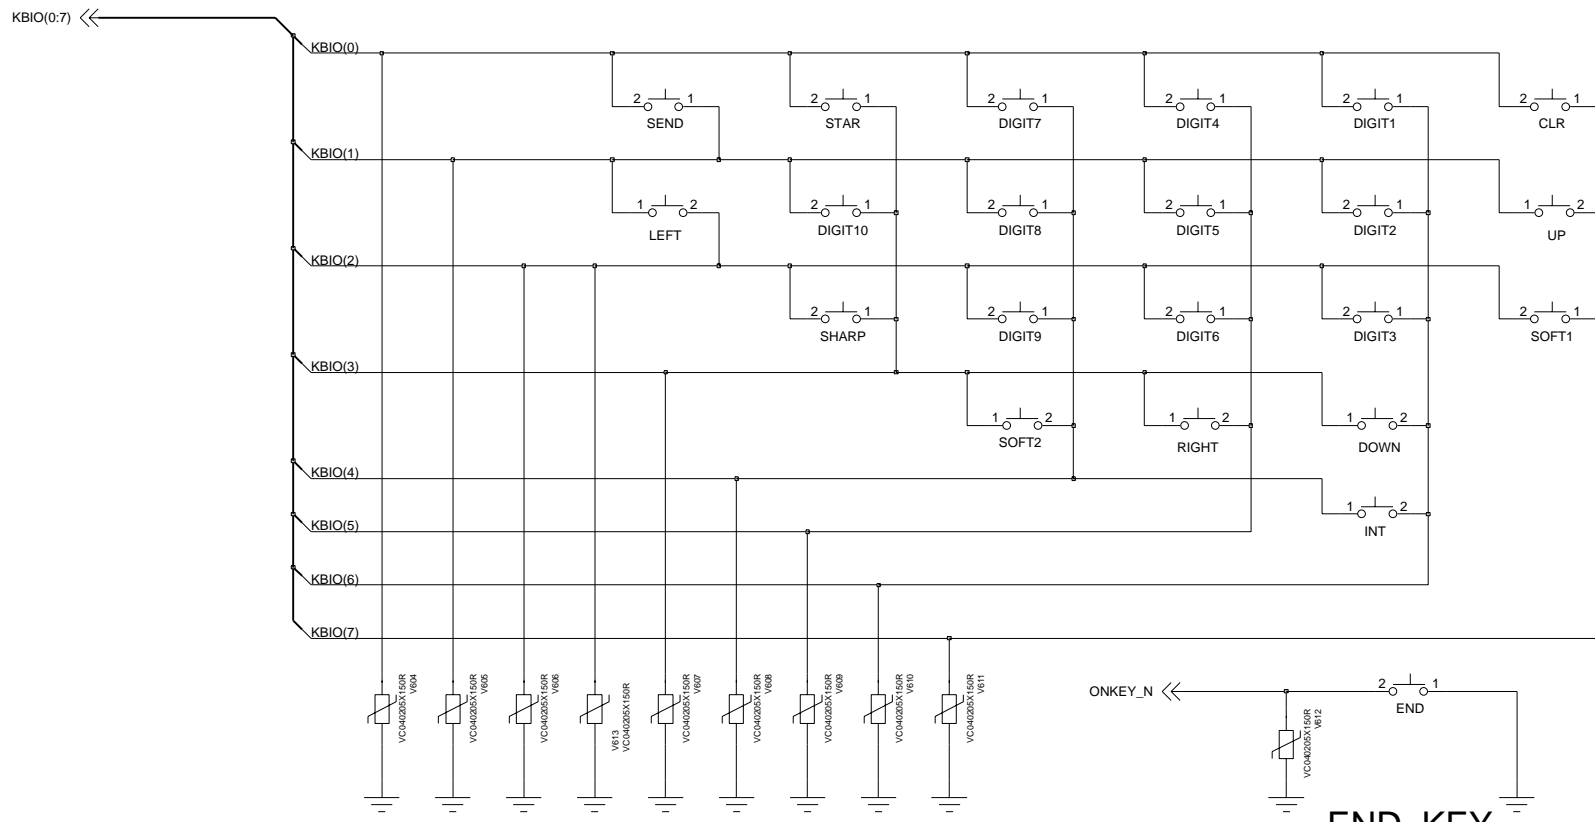 KBIO(0:7)
KBIO(0)
2 1
SEND
2 1
STAR
2 1
DIGIT7
2 1
DIGIT4
2 1
DIGIT1
2 1
CLR
KBIO(1)
1 2
LEFT
2 1
DIGIT10
2 1
DIGIT8
2 1
DIGIT5
2 1
DIGIT2
1 2
UP
KBIO(2)
2 1
SHARP
2 1
DIGIT9
2 1
DIGIT6
2 1
DIGIT3
2 1
SOFT1
KBIO(3)
1 2
SOFT2
1 2
RIGHT
1 2
DOWN
KBIO(4)
1 2
INT
KBIO(5)
KBIO(6)
KBIO(7)
VC040205X150R
V604
VC040205X150R
V605
VC040205X150R
V606
V613
VC040205X150R
VC040205X150R
V607
VC040205X150R
V608
VC040205X150R
V609
VC040205X150R
V610
VC040205X150R
V611
ONKEY_N
2 1
END
VC040205X150R
V612
END KEY